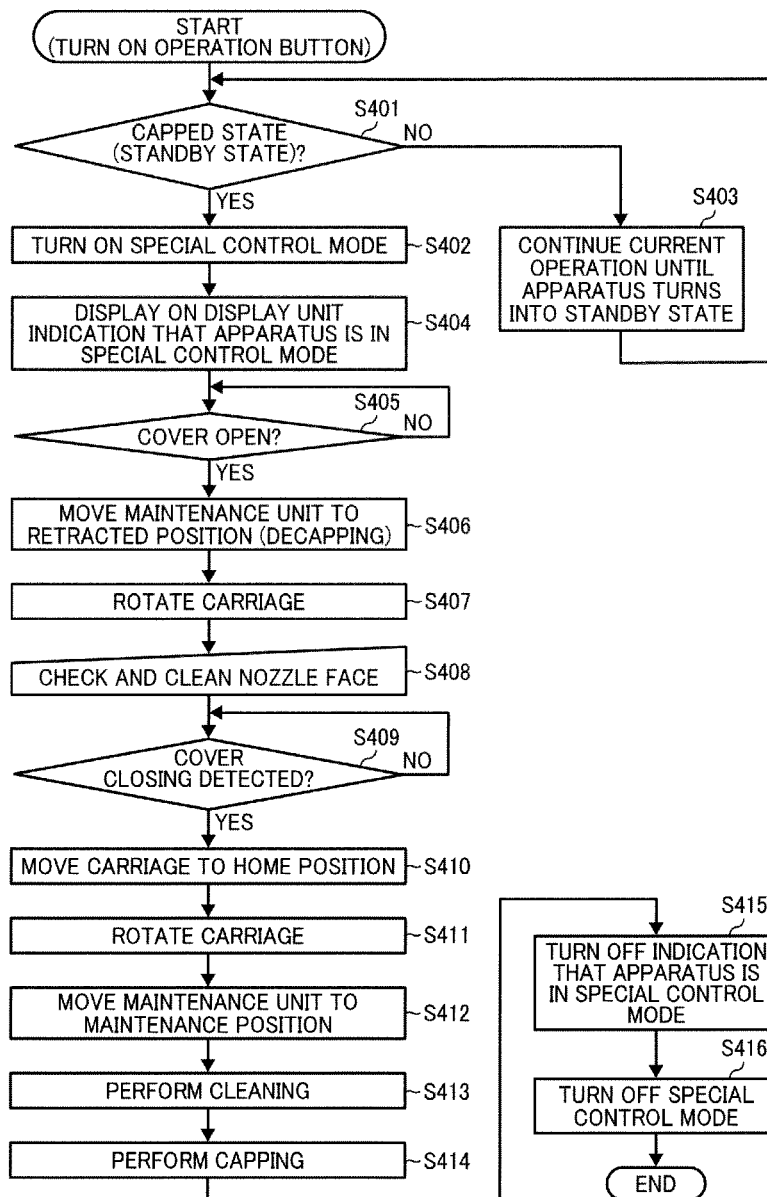 START
(TURN ON OPERATION BUTTON)
S401
CAPPED STATE
(STANDBY STATE)?
NO
YES
S403
CONTINUE CURRENT
OPERATION UNTIL
APPARATUS TURNS
INTO STANDBY STATE
TURN ON SPECIAL CONTROL MODE
S402
DISPLAY ON DISPLAY UNIT
INDICATION THAT APPARATUS IS IN
SPECIAL CONTROL MODE
S404
S405
COVER OPEN?
NO
YES
MOVE MAINTENANCE UNIT TO
RETRACTED POSITION (DECAPPING)
S406
ROTATE CARRIAGE
S407
CHECK AND CLEAN NOZZLE FACE
S408
S409
COVER
CLOSING DETECTED?
NO
YES
MOVE CARRIAGE TO HOME POSITION
S410
ROTATE CARRIAGE
S411
MOVE MAINTENANCE UNIT TO
MAINTENANCE POSITION
S412
PERFORM CLEANING
S413
PERFORM CAPPING
S414
S415
TURN OFF INDICATION
THAT APPARATUS IS
IN SPECIAL CONTROL
MODE
S416
TURN OFF SPECIAL
CONTROL MODE
END